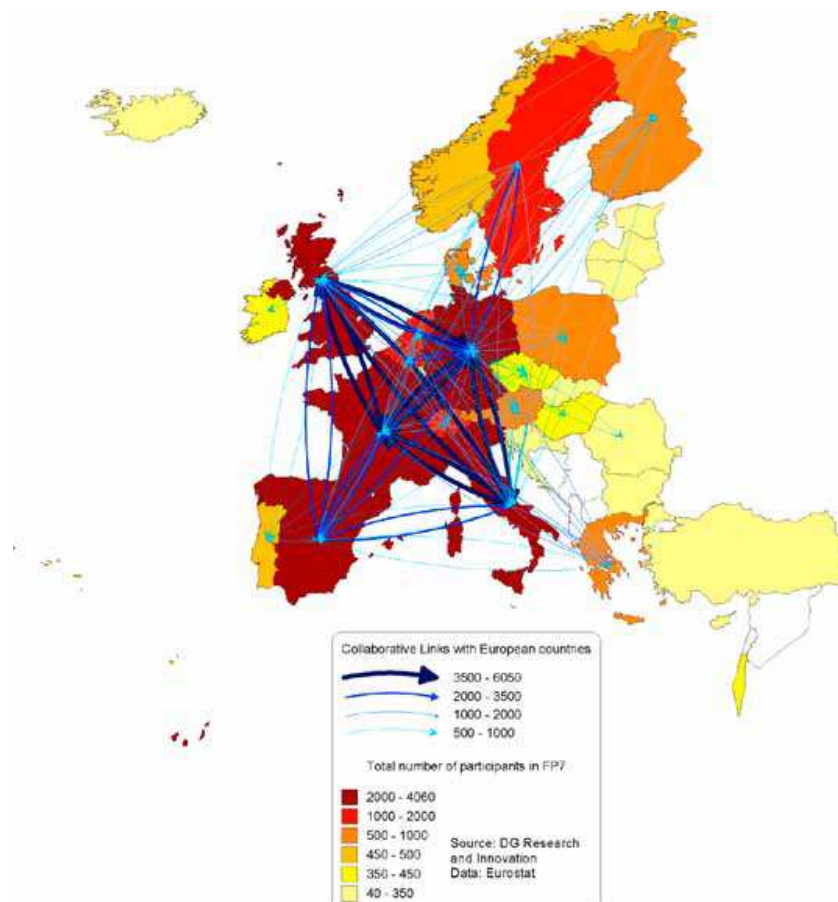 Collaborative Links with European countries
3500 - 6050
2000 - 3500
1000 - 2000
500 - 1000
Total number of participants in FP7
2000 - 4060
1000 - 2000
500 - 1000
450 - 500
350 - 450
40 - 350
Source: DG Research
and Innovation
Data: Eurostat